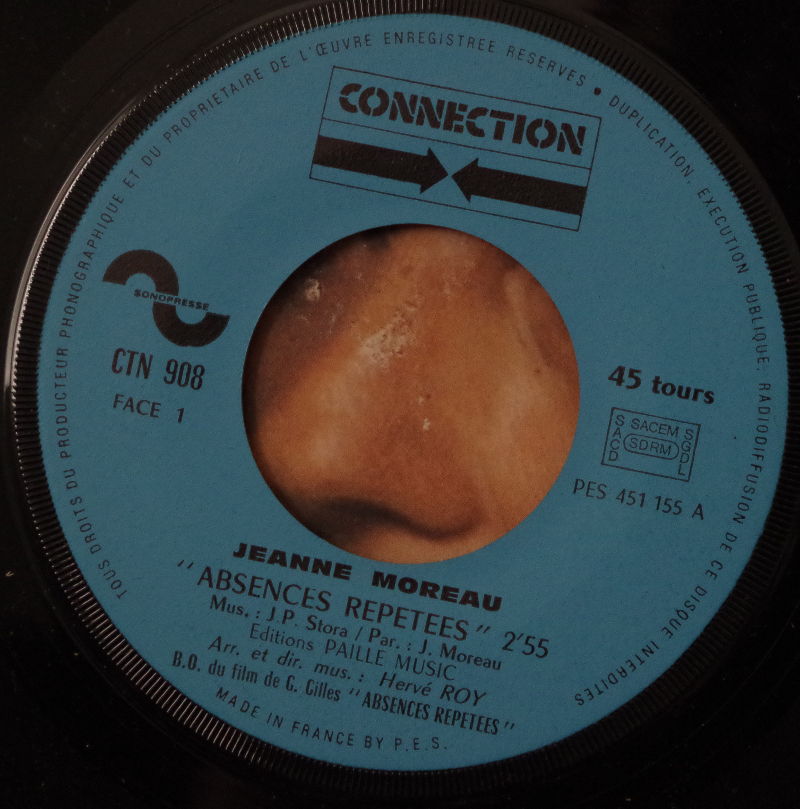 TOUS DROITS DU PRODUCTEUR PHONOGRAPHIQUE ET DU PROPRIETAIRE DE L'ŒUVRE ENREGISTREE RESERVES • DUPLICATION, EXECUTION PUBLIQUE, RADIODIFFUSION DE CE DISQUE INTERDITES
CONNECTION
SONOPRESSE
CTN 908
FACE 1
45 tours
SACD SACEM SGDL
SDRM
PES 451 155 A
JEANNE MOREAU
"ABSENCES REPETEES" 2'55
Mus. : J.P. Stora / Par. : J. Moreau
Editions PAILLE MUSIC
Arr. et dir. mus. : Hervé ROY
B.O. du film de G. Gilles "ABSENCES REPETEES"
MADE IN FRANCE BY P.E.S.